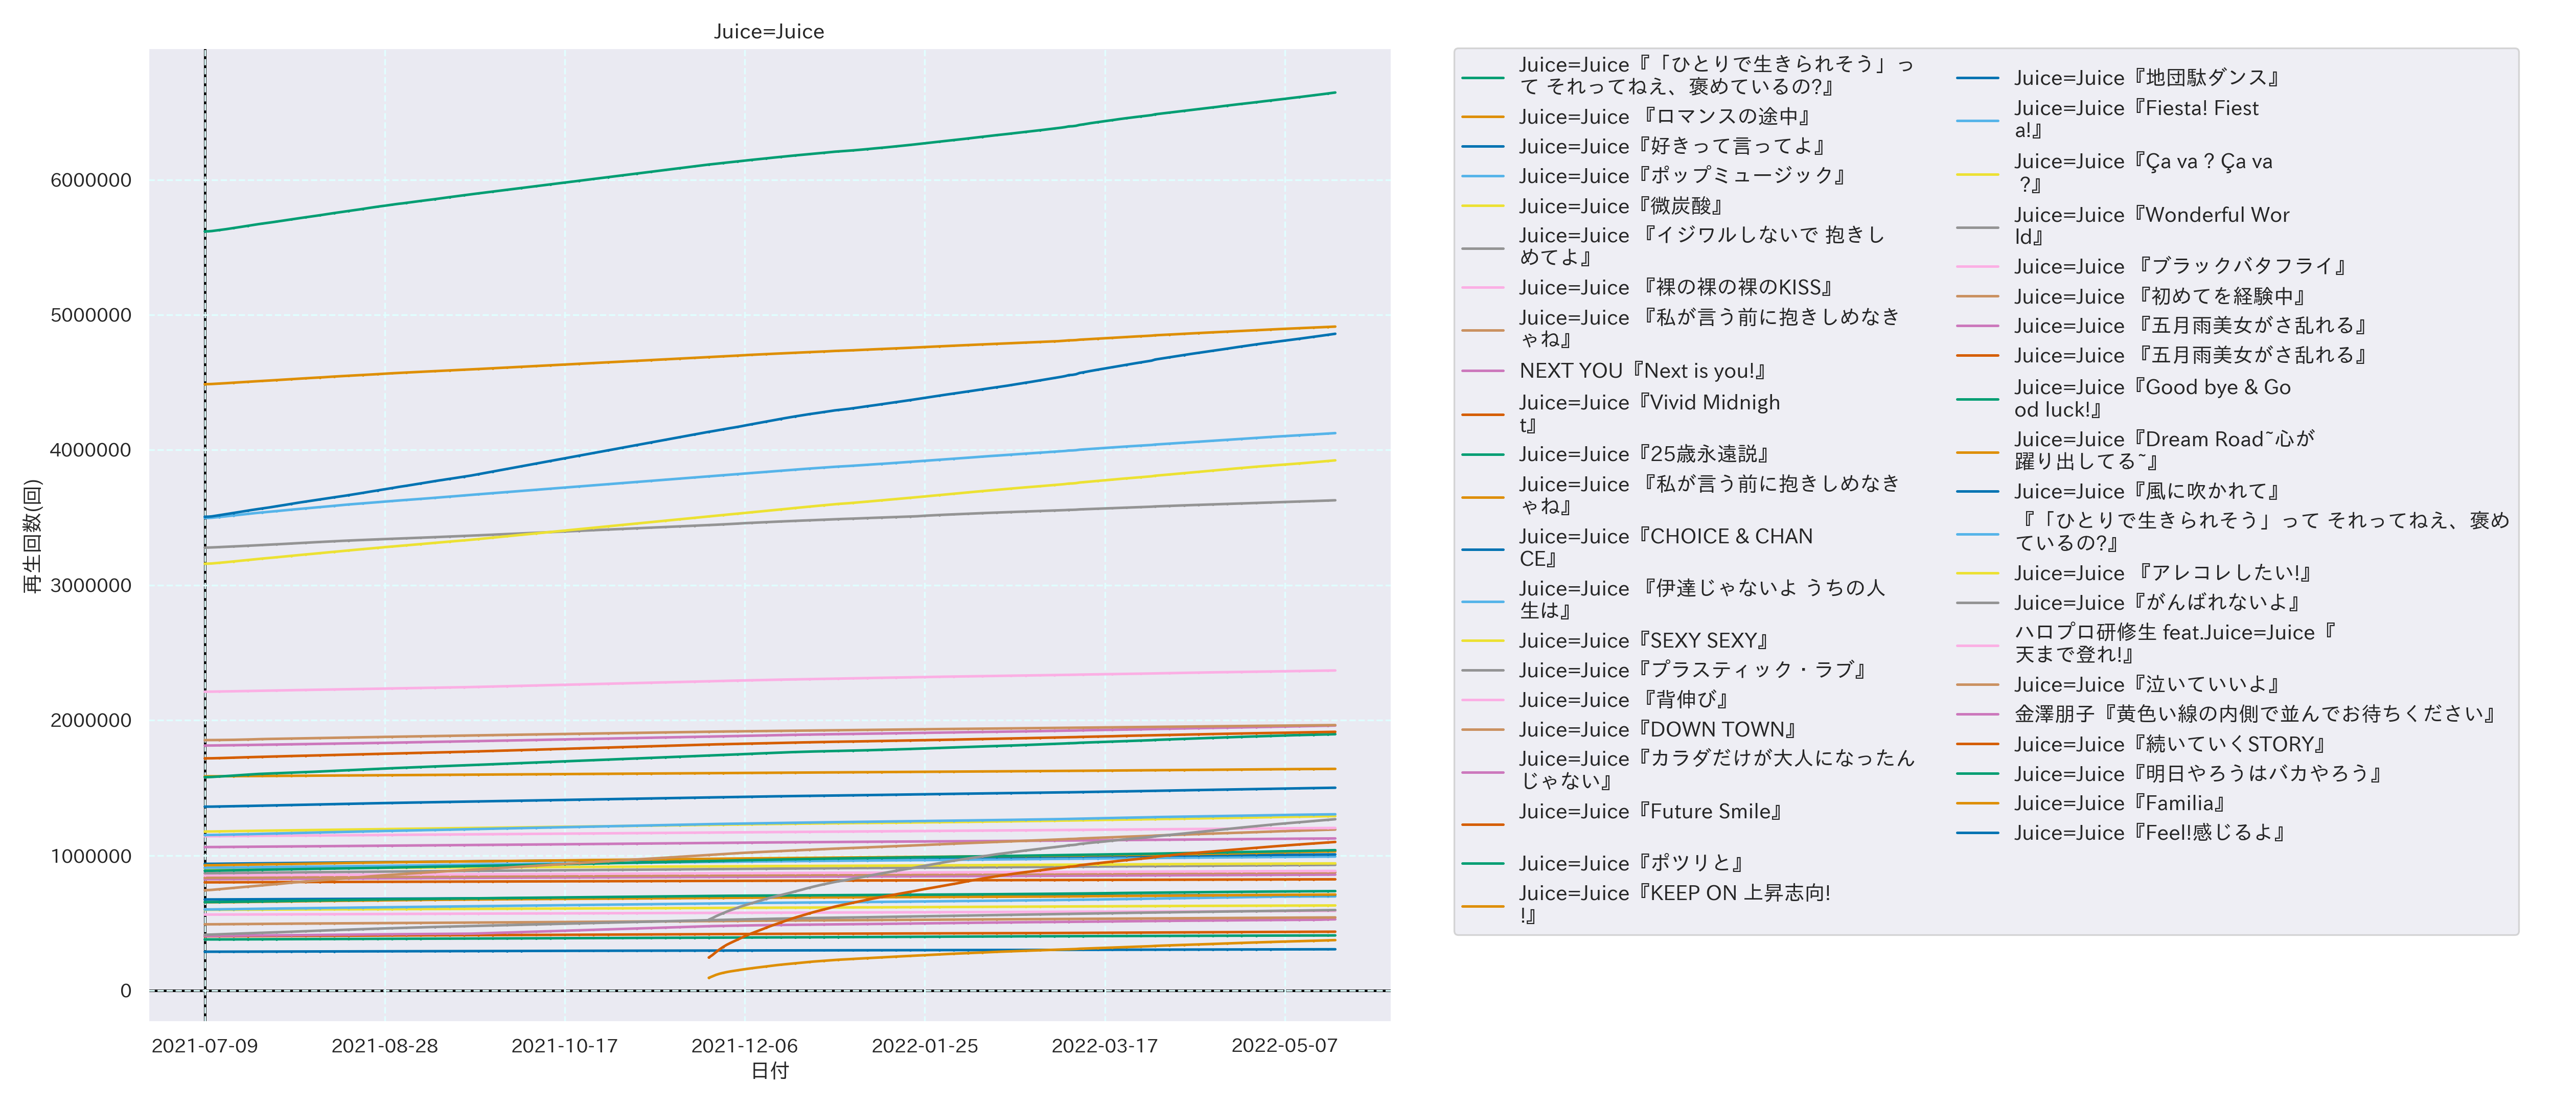 Juice=Juice
6000000
5000000
4000000
3000000
2000000
1000000
0
再生回数(回)
2021-07-09
2021-08-28
2021-10-17
2021-12-06
2022-01-25
2022-03-17
2022-05-07
日付
Juice=Juice『「ひとりで生きられそう」っ
て それってねえ、褒めているの?』
Juice=Juice 『ロマンスの途中』
Juice=Juice『好きって言ってよ』
Juice=Juice『ポップミュージック』
Juice=Juice『微炭酸』
Juice=Juice 『イジワルしないで 抱きし
めてよ』
Juice=Juice 『裸の裸の裸のKISS』
Juice=Juice 『私が言う前に抱きしめなき
ゃね』
NEXT YOU『Next is you!』
Juice=Juice『Vivid Midnigh
t』
Juice=Juice『25歳永遠説』
Juice=Juice 『私が言う前に抱きしめなき
ゃね』
Juice=Juice『CHOICE & CHAN
CE』
Juice=Juice 『伊達じゃないよ うちの人
生は』
Juice=Juice『SEXY SEXY』
Juice=Juice『プラスティック・ラブ』
Juice=Juice 『背伸び』
Juice=Juice『DOWN TOWN』
Juice=Juice『カラダだけが大人になったん
じゃない』
Juice=Juice『Future Smile』
Juice=Juice『ポツリと』
Juice=Juice『KEEP ON 上昇志向!
!』
Juice=Juice『地団駄ダンス』
Juice=Juice『Fiesta! Fiest
a!』
Juice=Juice『Ça va ? Ça va
?』
Juice=Juice『Wonderful Wor
ld』
Juice=Juice 『ブラックバタフライ』
Juice=Juice 『初めてを経験中』
Juice=Juice 『五月雨美女がさ乱れる』
Juice=Juice 『五月雨美女がさ乱れる』
Juice=Juice『Good bye & Go
od luck!』
Juice=Juice『Dream Road~心が
躍り出してる~』
Juice=Juice『風に吹かれて』
『「ひとりで生きられそう」って それってねえ、褒め
ているの?』
Juice=Juice 『アレコレしたい!』
Juice=Juice『がんばれないよ』
ハロプロ研修生 feat.Juice=Juice『
天まで登れ!』
Juice=Juice『泣いていいよ』
金澤朋子『黄色い線の内側で並んでお待ちください』
Juice=Juice『続いていくSTORY』
Juice=Juice『明日やろうはバカやろう』
Juice=Juice『Familia』
Juice=Juice『Feel!感じるよ』